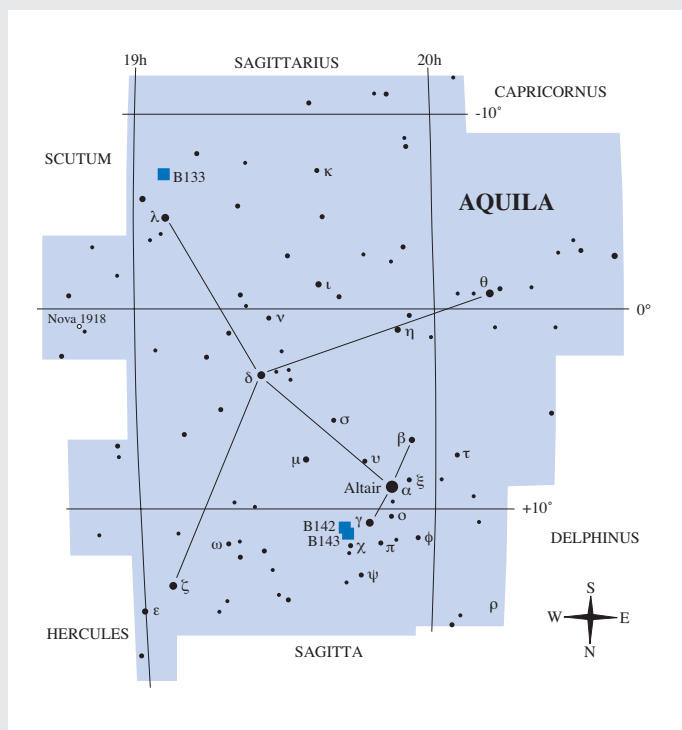 19h
20h
SAGITTARIUS
CAPRICORNUS
-10°
SCUTUM
B133
κ
AQUILA
λ
θ
ι
0°
Nova 1918
ν
η
δ
σ
β
μ
υ
τ
Altair
α
ξ
γ
ο
+10°
B142
B143
χ
π
φ
DELPHINUS
ω
ψ
ζ
ε
ρ
S
W
E
N
HERCULES
SAGITTA